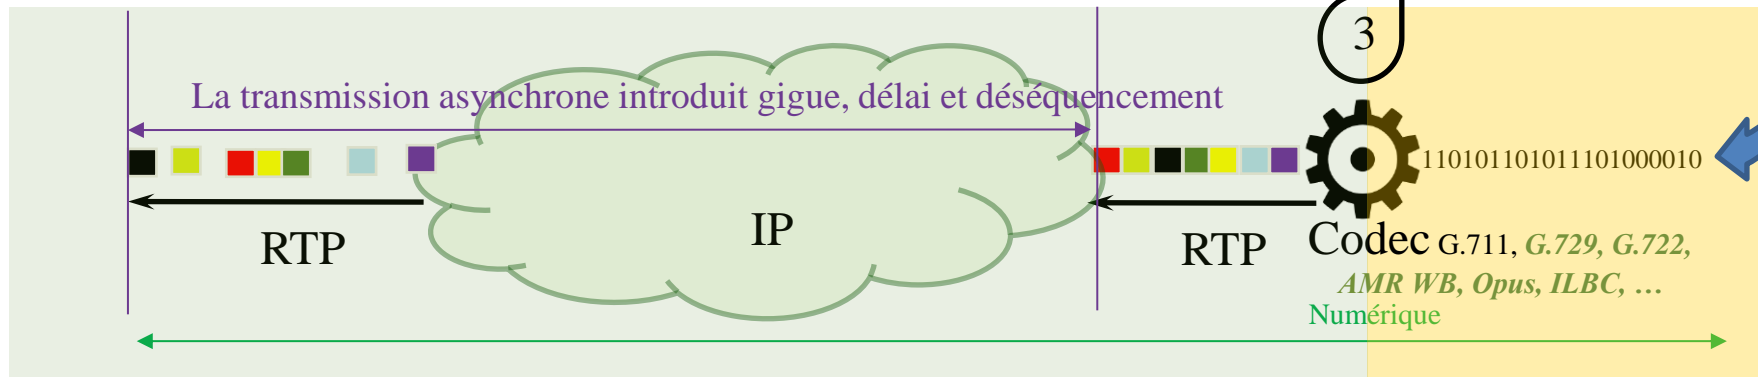 3
La transmission asynchrone introduit gigue, délai et déséquencement
110101101011101000010
IP
RTP
RTP
Codec G.711, G.729, G.722,
AMR WB, Opus, ILBC, …
Numérique